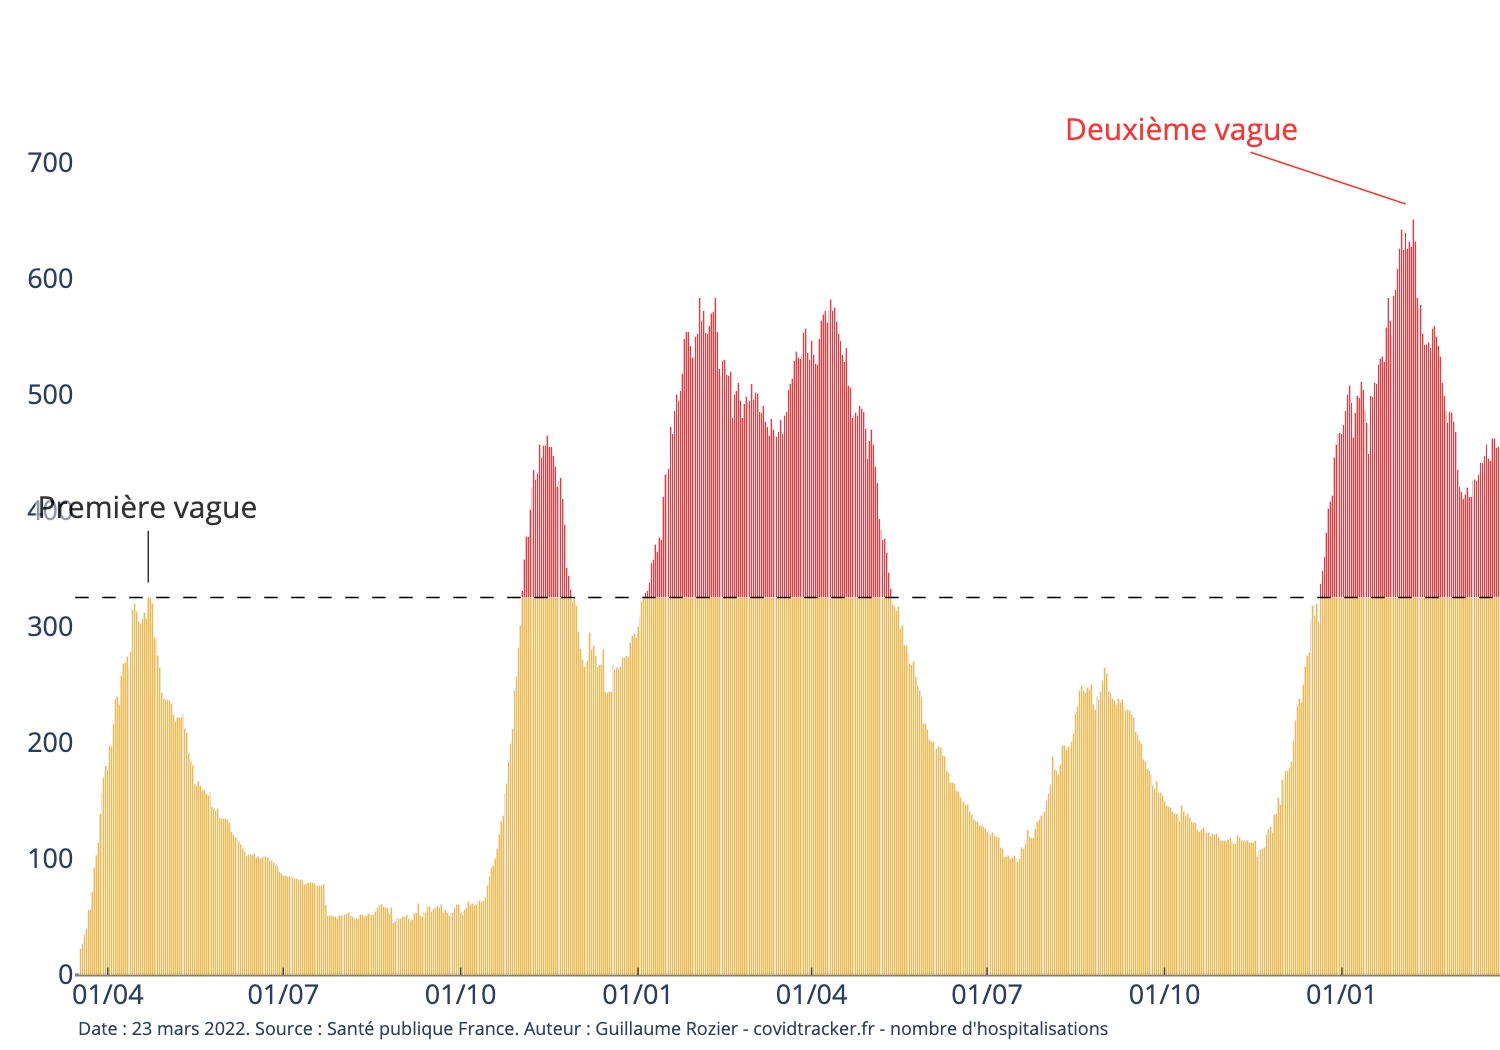 Deuxième vague
700
600
500
400
Première vague
300
200
100
0
01/04 01/07 01/10 01/01 01/04 01/07 01/10 01/01
Date : 23 mars 2022. Source : Santé publique France. Auteur : Guillaume Rozier - covidtracker.fr - nombre d'hospitalisations